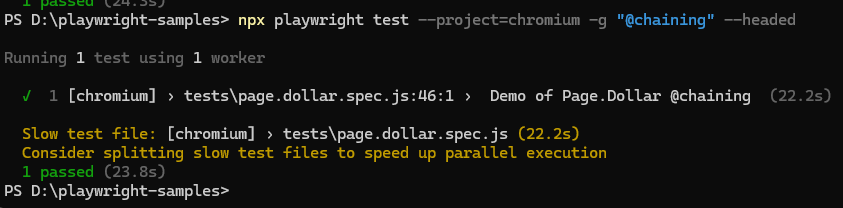 1 passed (24.3s)
PS D:\playwright-samples> npx playwright test --project=chromium -g "@chaining" --headed
Running 1 test using 1 worker
✓ 1 [chromium] › tests\page.dollar.spec.js:46:1 › Demo of Page.Dollar @chaining (22.2s)
Slow test file: [chromium] › tests\page.dollar.spec.js (22.2s)
Consider splitting slow test files to speed up parallel execution
1 passed (23.8s)
PS D:\playwright-samples>